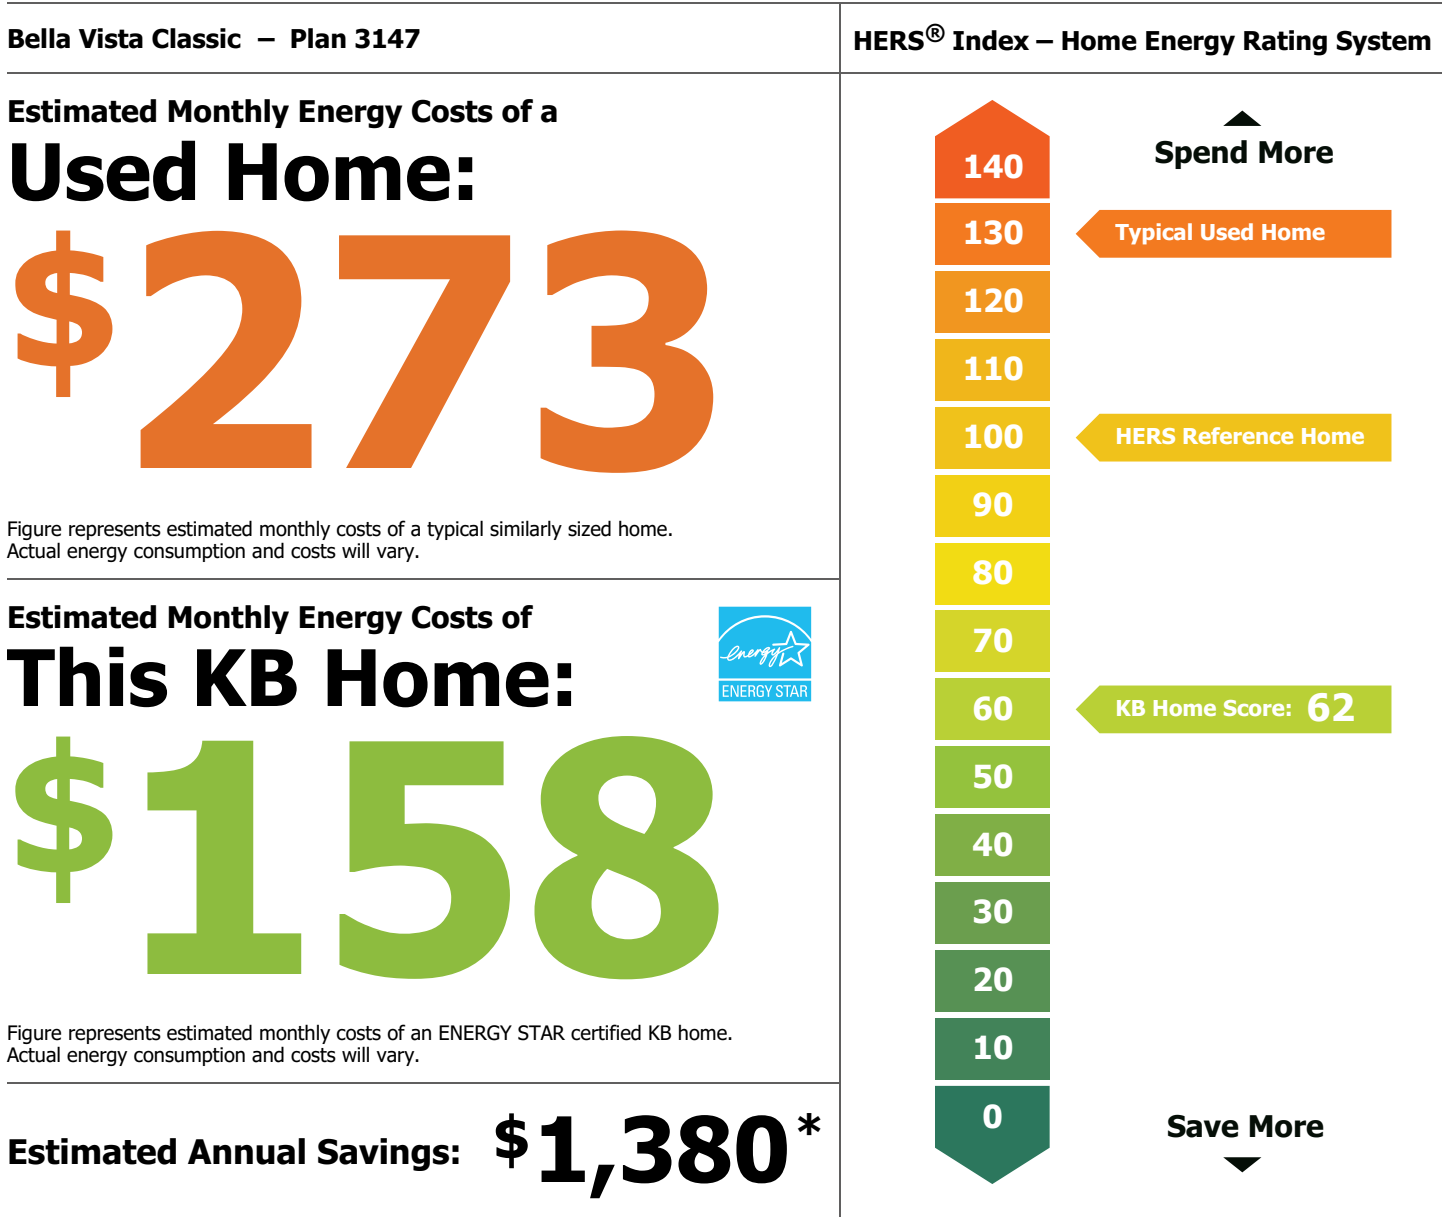 Bella Vista Classic – Plan 3147
Estimated Monthly Energy Costs of a
Used Home:
$273
Figure represents estimated monthly costs of a typical similarly sized home.
Actual energy consumption and costs will vary.
Estimated Monthly Energy Costs of
This KB Home:
energy
ENERGY STAR
$158
Figure represents estimated monthly costs of an ENERGY STAR certified KB home.
Actual energy consumption and costs will vary.
Estimated Annual Savings: $1,380*
HERS® Index – Home Energy Rating System
Spend More
140
130 Typical Used Home
120
110
100 HERS Reference Home
90
80
70
60 KB Home Score: 62
50
40
30
20
10
0
Save More